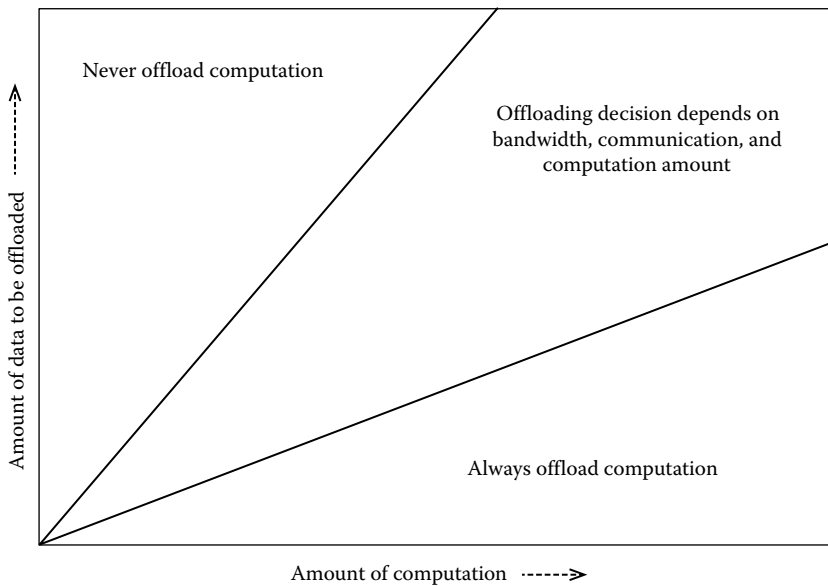 Never offload computation
Offloading decision depends on
bandwidth, communication, and
computation amount
Amount of data to be offloaded
Always offload computation
Amount of computation